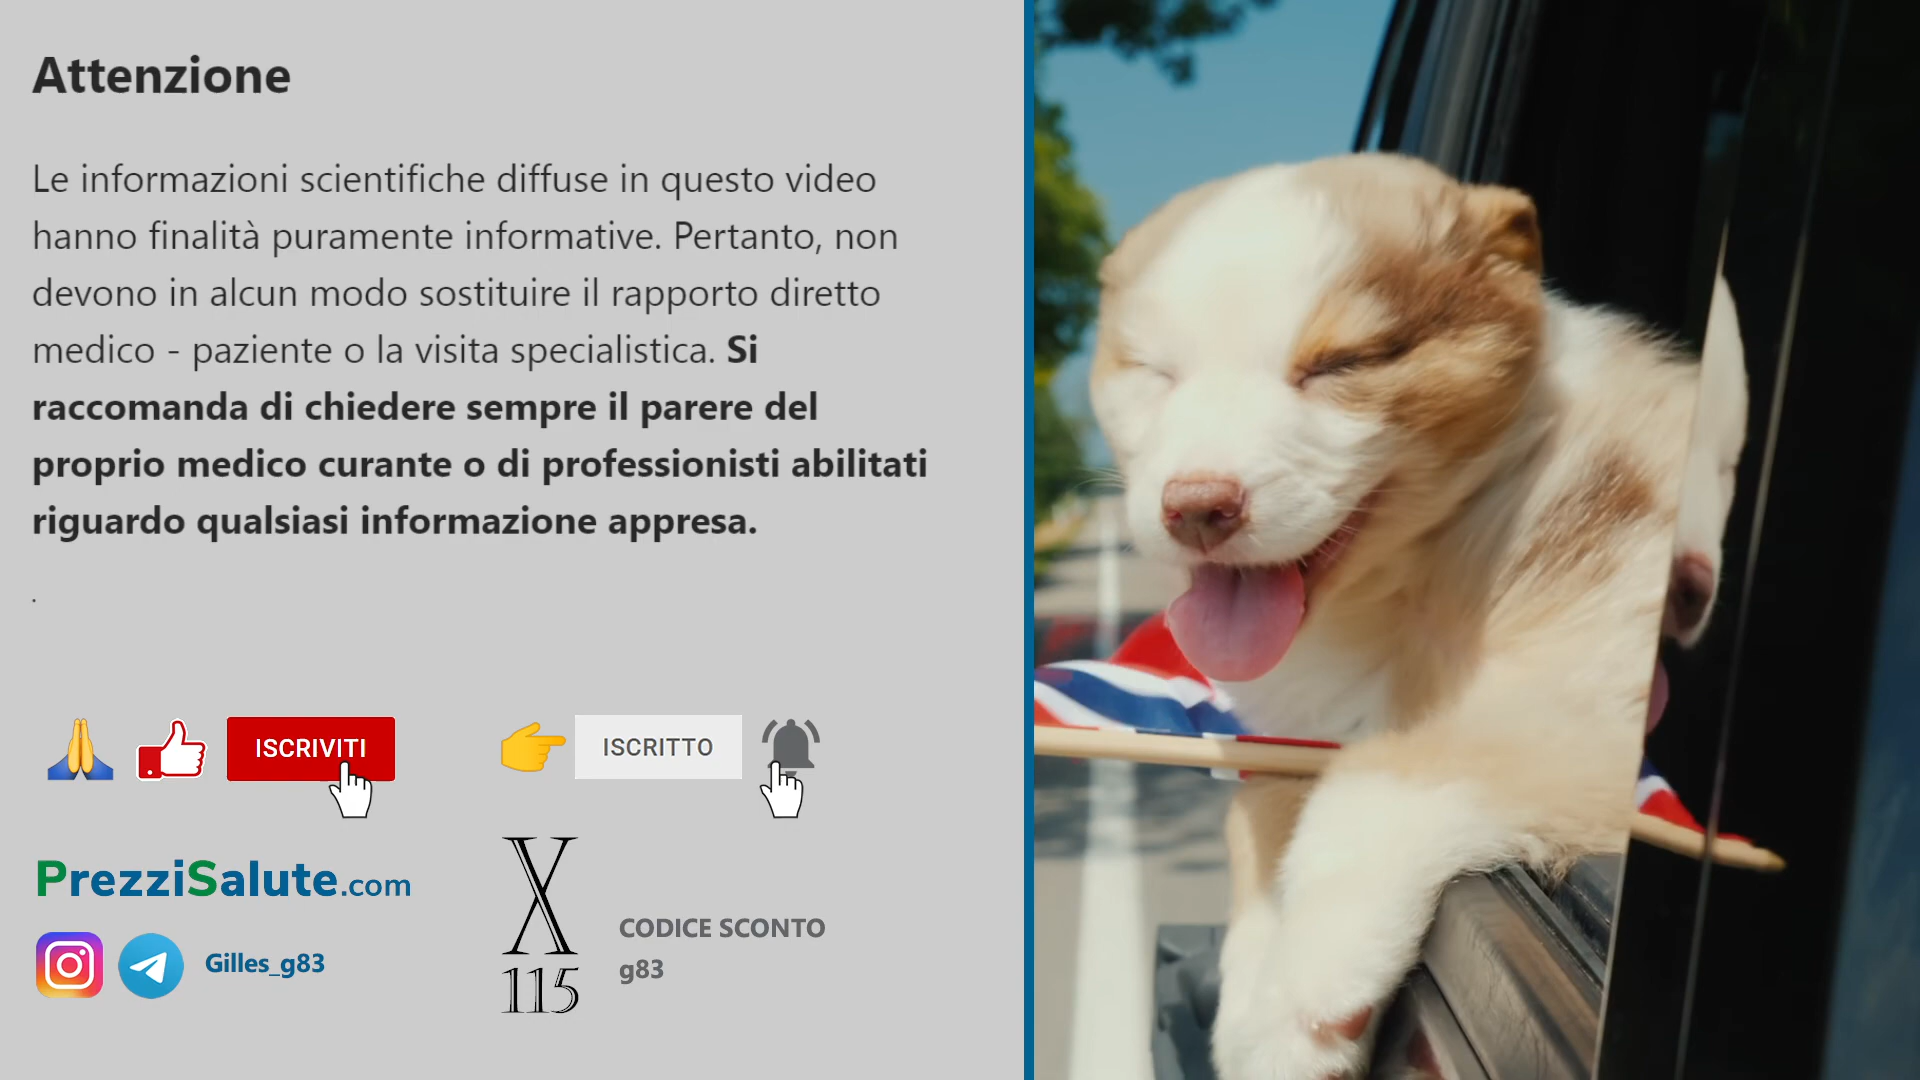 Attenzione
Le informazioni scientifiche diffuse in questo video
hanno finalità puramente informative. Pertanto, non
devono in alcun modo sostituire il rapporto diretto
medico - paziente o la visita specialistica. Si
raccomanda di chiedere sempre il parere del
proprio medico curante o di professionisti abilitati
riguardo qualsiasi informazione appresa.
.
ISCRIVITI
ISCRITTO
PrezziSalute.com
Gilles_g83
X
115
CODICE SCONTO
g83